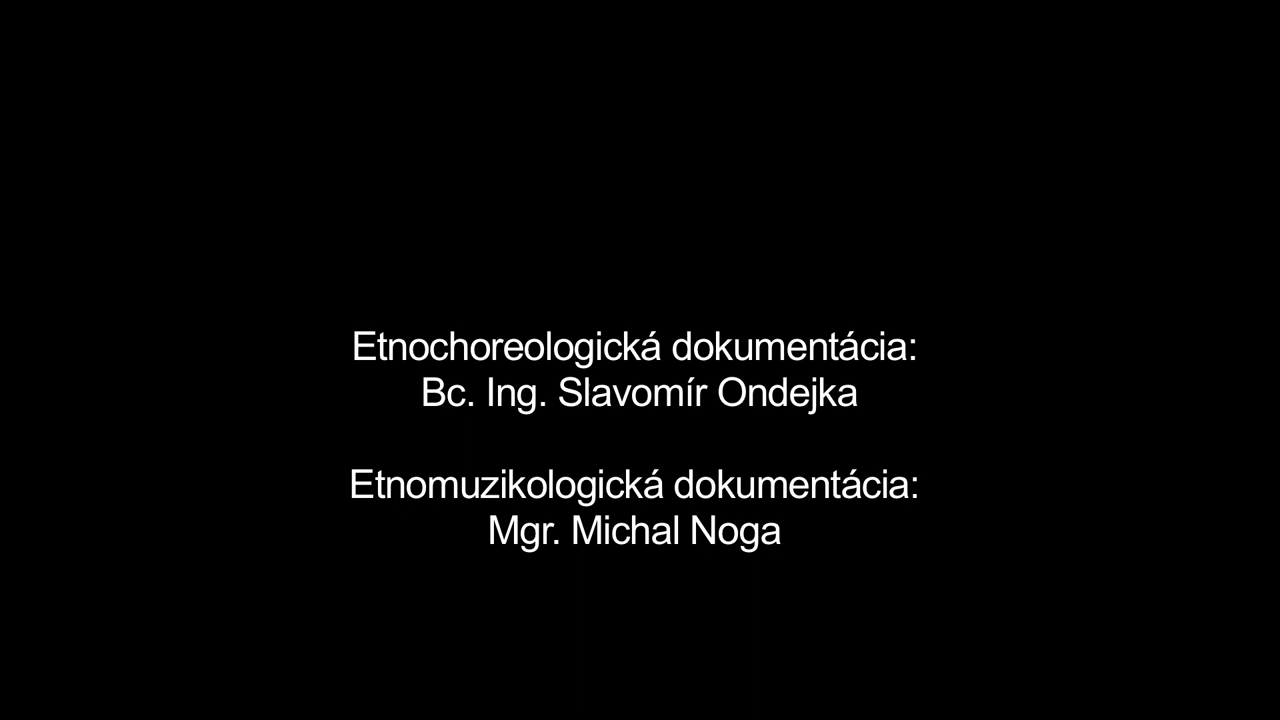 Etnochoreologická dokumentácia:
Bc. Ing. Slavomír Ondejka
Etnomuzikologická dokumentácia:
Mgr. Michal Noga